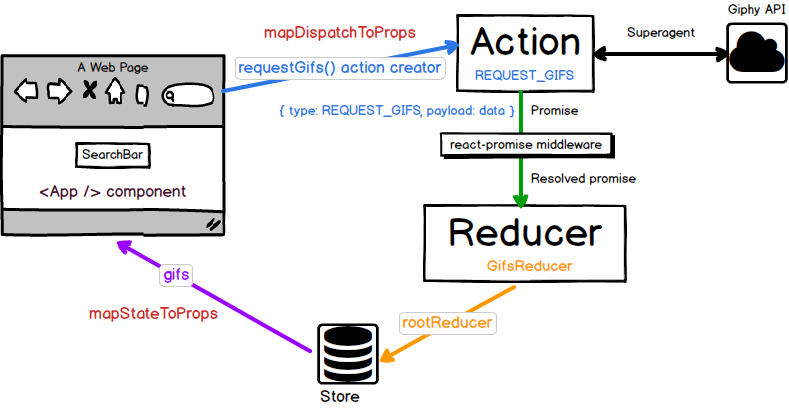 Giphy API
mapDispatchToProps
Superagent
Action
REQUEST_GIFS
A Web Page
requestGifs() action creator
{ type: REQUEST_GIFS, payload: data }
Promise
react-promise middleware
SearchBar
Resolved promise
<App /> component
Reducer
GifsReducer
gifs
mapStateToProps
rootReducer
Store